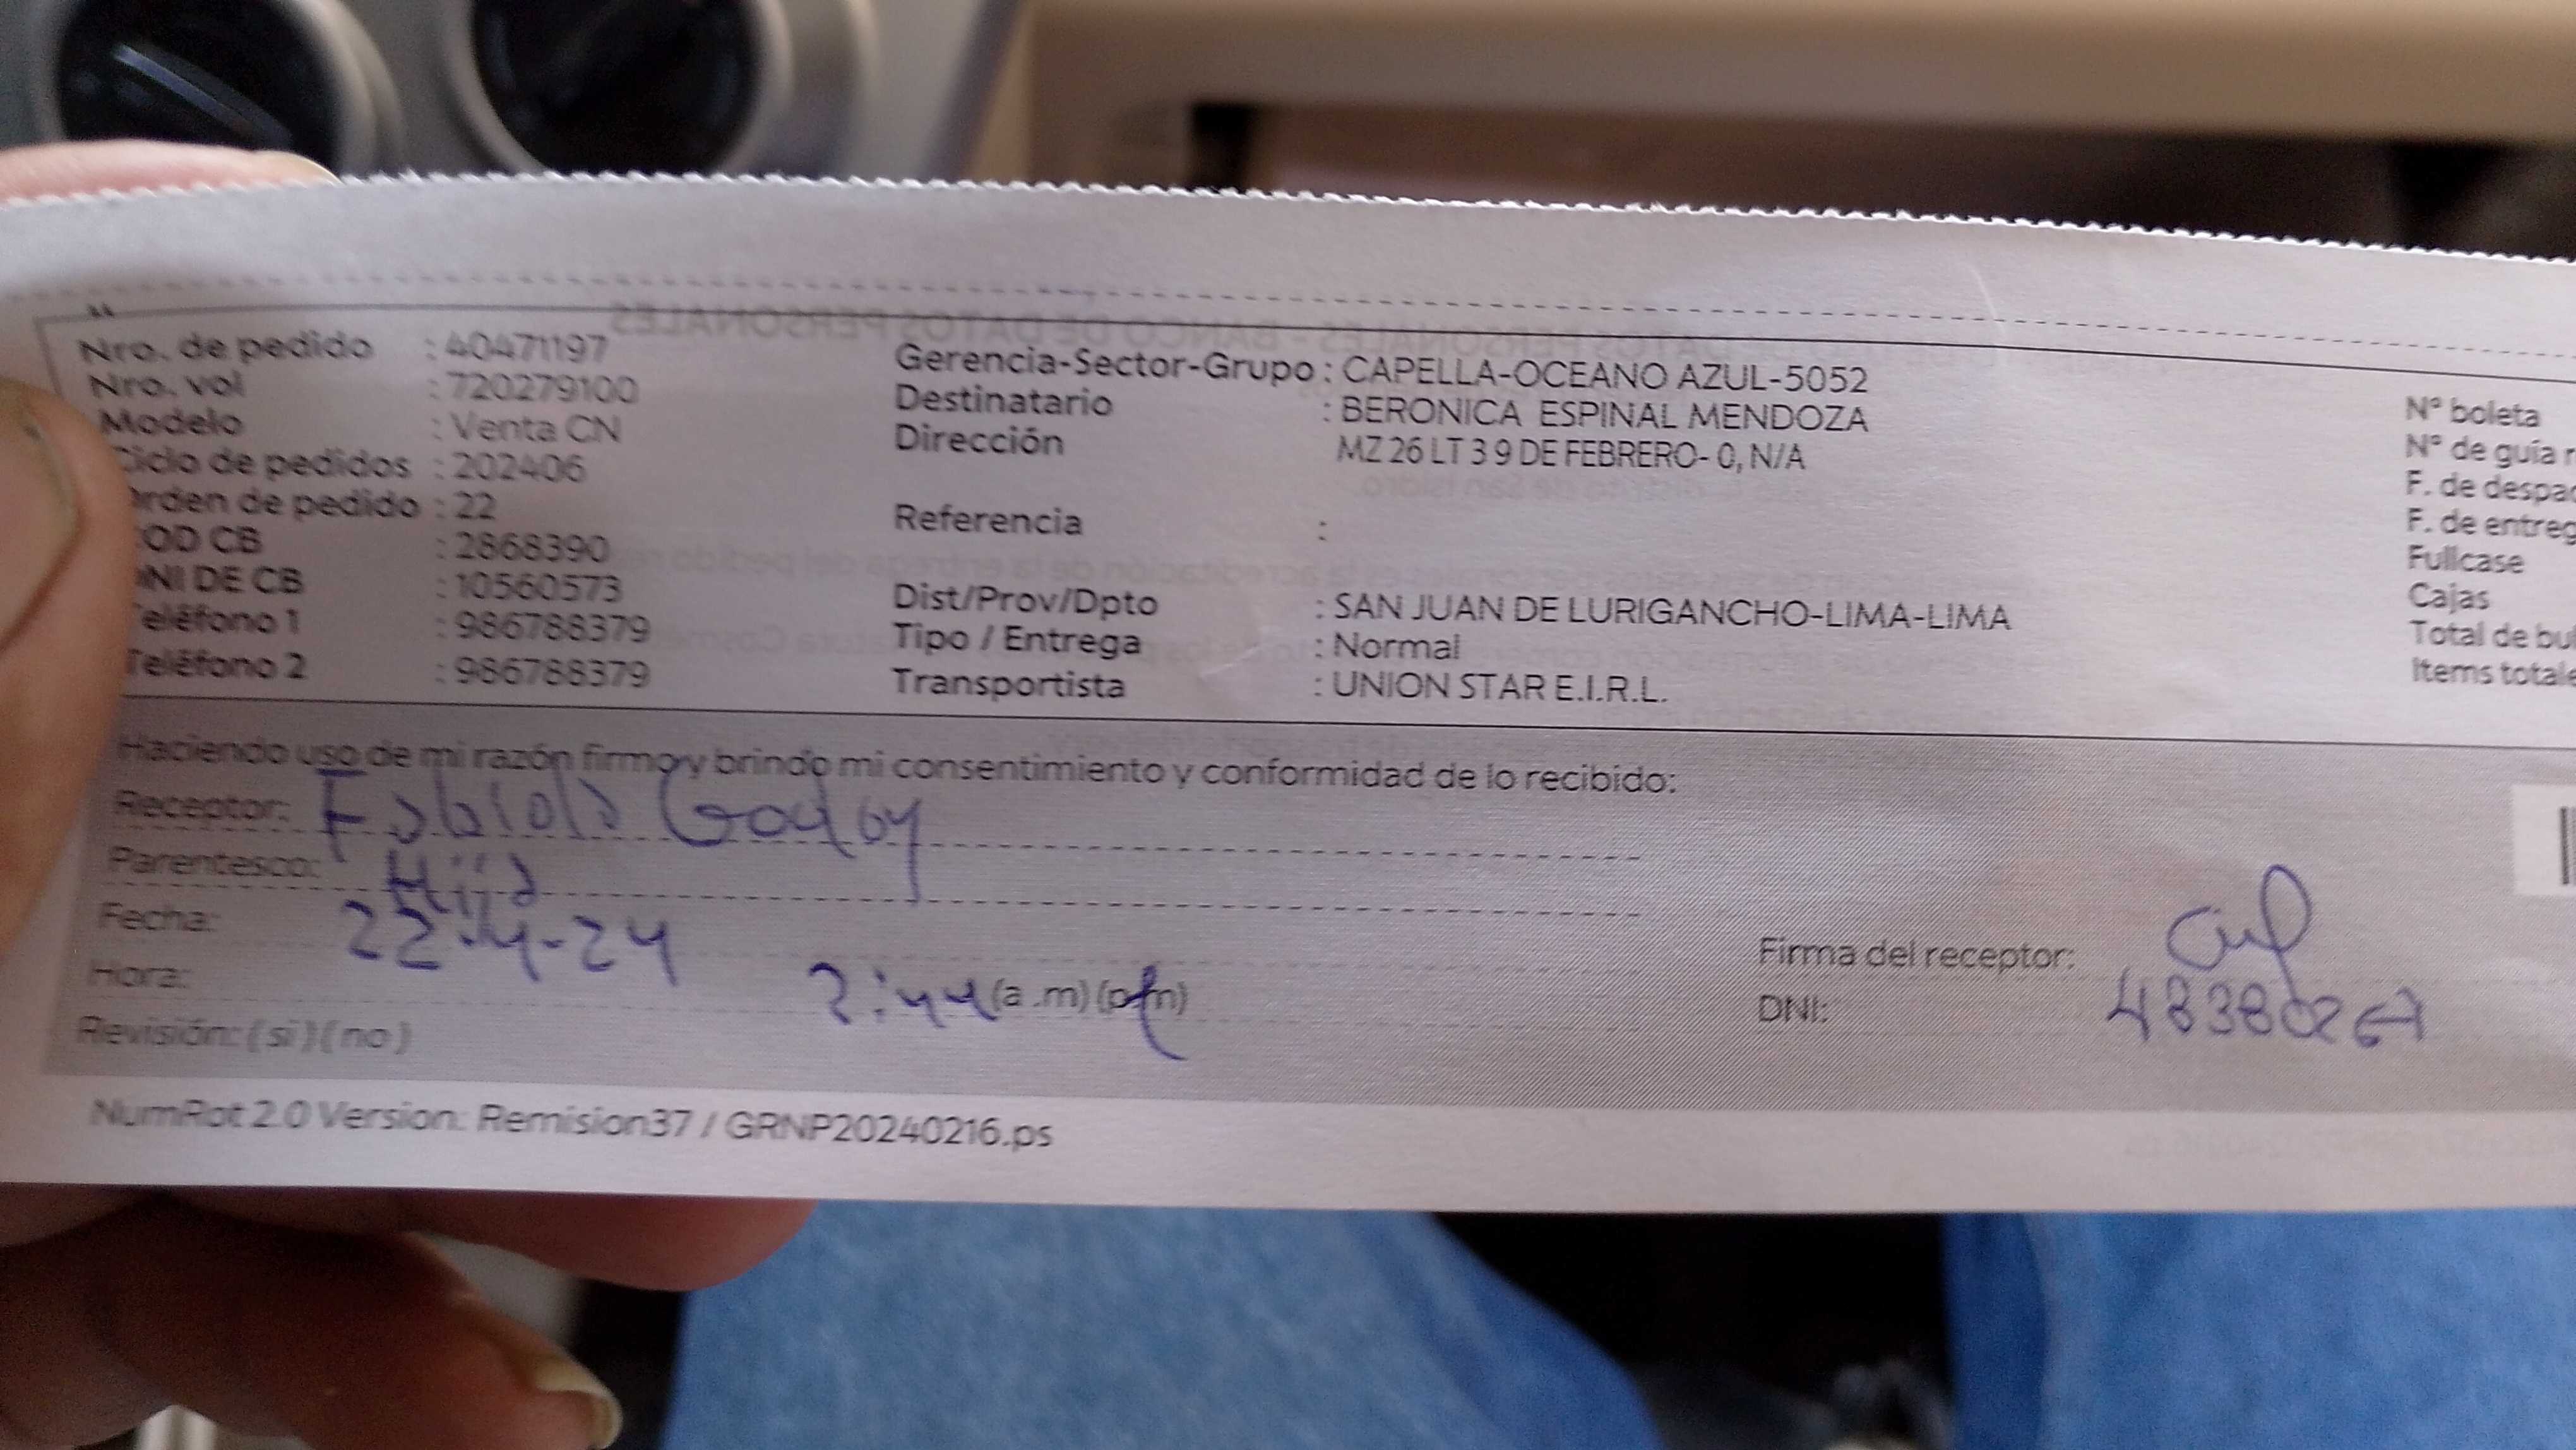 Nro. de pedido : 40471197
Nro. vol : 720279100
Modelo : Venta CN
Ciclo de pedidos : 202406
Orden de pedido : 22
COD CB : 2868390
DNI DE CB : 10560573
Teléfono 1 : 986788379
Teléfono 2 : 986788379
Gerencia-Sector-Grupo : CAPELLA-OCEANO AZUL-5052
Destinatario : BERONICA ESPINAL MENDOZA
Dirección MZ 26 LT 3 9 DE FEBRERO- 0, N/A
Referencia :
Dist/Prov/Dpto : SAN JUAN DE LURIGANCHO-LIMA-LIMA
Tipo / Entrega : Normal
Transportista : UNION STAR E.I.R.L.
N° boleta
N° de guía r
F. de despac
F. de entreg
Fullcase
Cajas
Total de bul
Items totale
Haciendo uso de mi razón firmo y brindo mi consentimiento y conformidad de lo recibido:
Receptor: Fabiola Godoy
Parentesco: Hija
Fecha: 22-4-24
Hora: 2:44 (a .m) (p.m)
Revisión: (si) (no)
Firma del receptor:
DNI: 48380267
NumRot 2.0 Version: Remision37 / GRNP20240216.ps